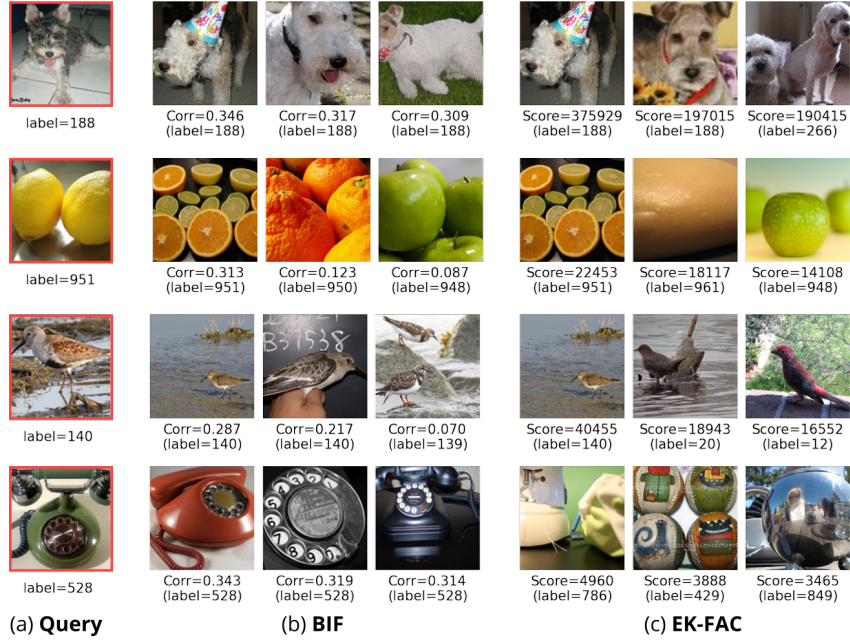 label=188
Corr=0.346
(label=188)
Corr=0.317
(label=188)
Corr=0.309
(label=188)
Score=375929
(label=188)
Score=197015
(label=188)
Score=190415
(label=266)
label=951
Corr=0.313
(label=951)
Corr=0.123
(label=950)
Corr=0.087
(label=948)
Score=22453
(label=951)
Score=18117
(label=961)
Score=14108
(label=948)
B37538
label=140
Corr=0.287
(label=140)
Corr=0.217
(label=140)
Corr=0.070
(label=139)
Score=40455
(label=140)
Score=18943
(label=20)
Score=16552
(label=12)
label=528
Corr=0.343
(label=528)
Corr=0.319
(label=528)
Corr=0.314
(label=528)
Score=4960
(label=786)
Score=3888
(label=429)
Score=3465
(label=849)
(a) Query
(b) BIF
(c) EK-FAC